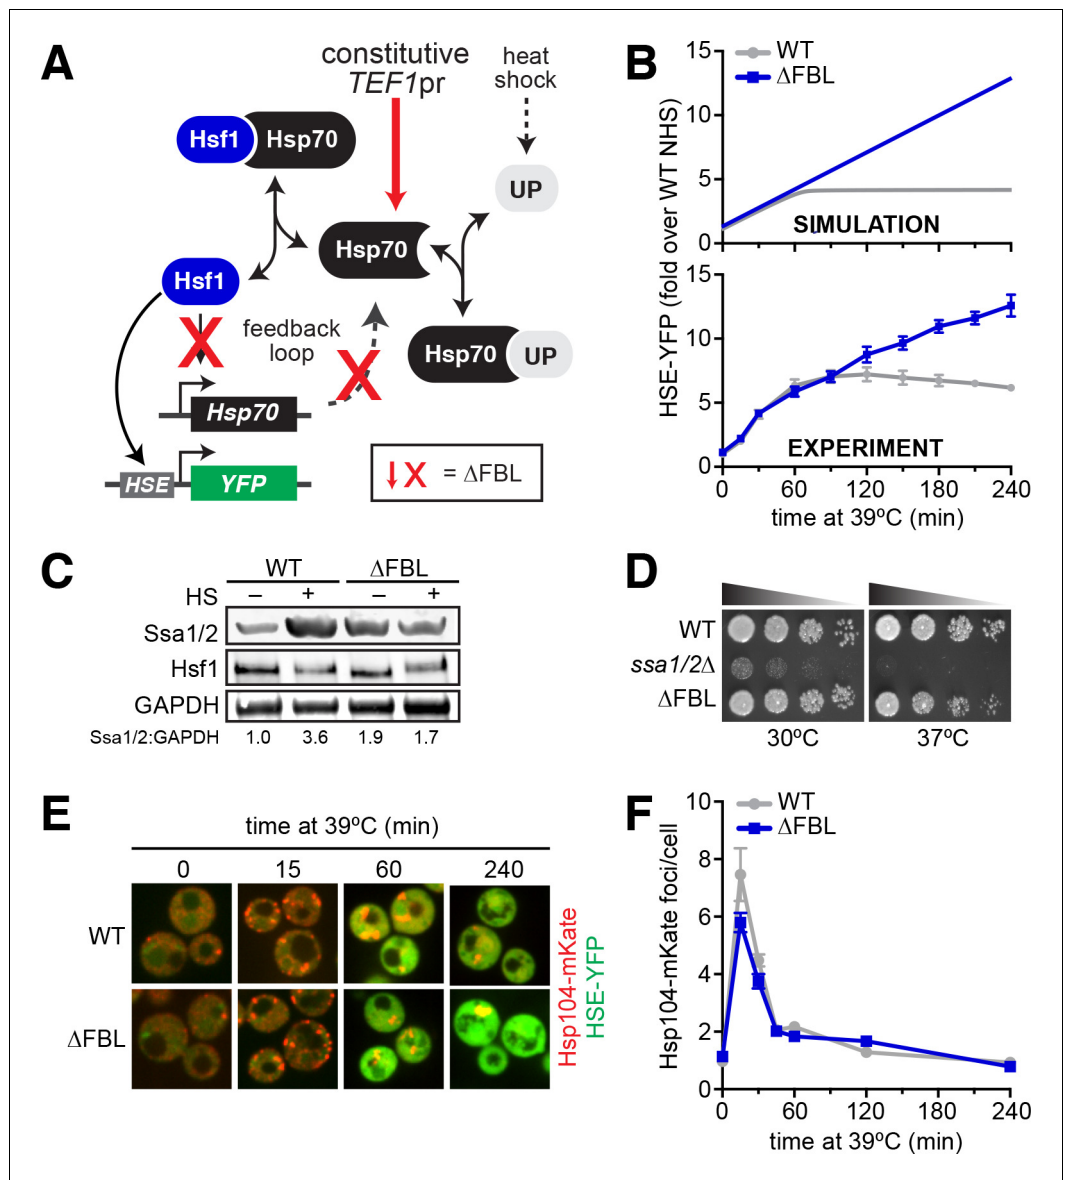 A
constitutive
TEF1pr
heat
shock
Hsf1 Hsp70
UP
Hsp70
Hsf1
feedback
loop
Hsp70 UP
Hsp70
HSE YFP
= ΔFBL
B
HSE-YFP (fold over WT NHS)
WT
ΔFBL
15
10
5
0
SIMULATION
15
10
5
0
EXPERIMENT
0 60 120 180 240
time at 39ºC (min)
C
WT ΔFBL
HS – + – +
Ssa1/2
Hsf1
GAPDH
Ssa1/2:GAPDH 1.0 3.6 1.9 1.7
D
WT
ssa1/2Δ
ΔFBL
30ºC 37ºC
E
time at 39ºC (min)
0 15 60 240
WT
ΔFBL
Hsp104-mKate
HSE-YFP
F
Hsp104-mKate foci/cell
WT
ΔFBL
10
8
6
4
2
0
0 60 120 180 240
time at 39ºC (min)